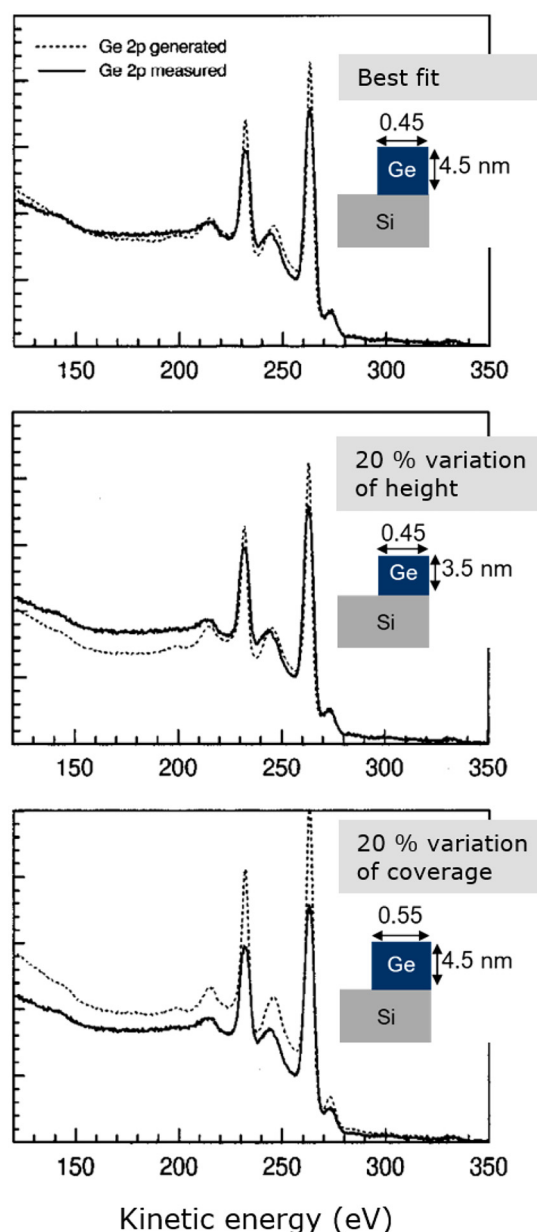 Ge 2p generated
Ge 2p measured
Best fit
0.45
Ge
4.5 nm
Si
150 200 250 300 350
20 % variation
of height
0.45
Ge
3.5 nm
Si
150 200 250 300 350
20 % variation
of coverage
0.55
Ge
4.5 nm
Si
150 200 250 300 350
Kinetic energy (eV)